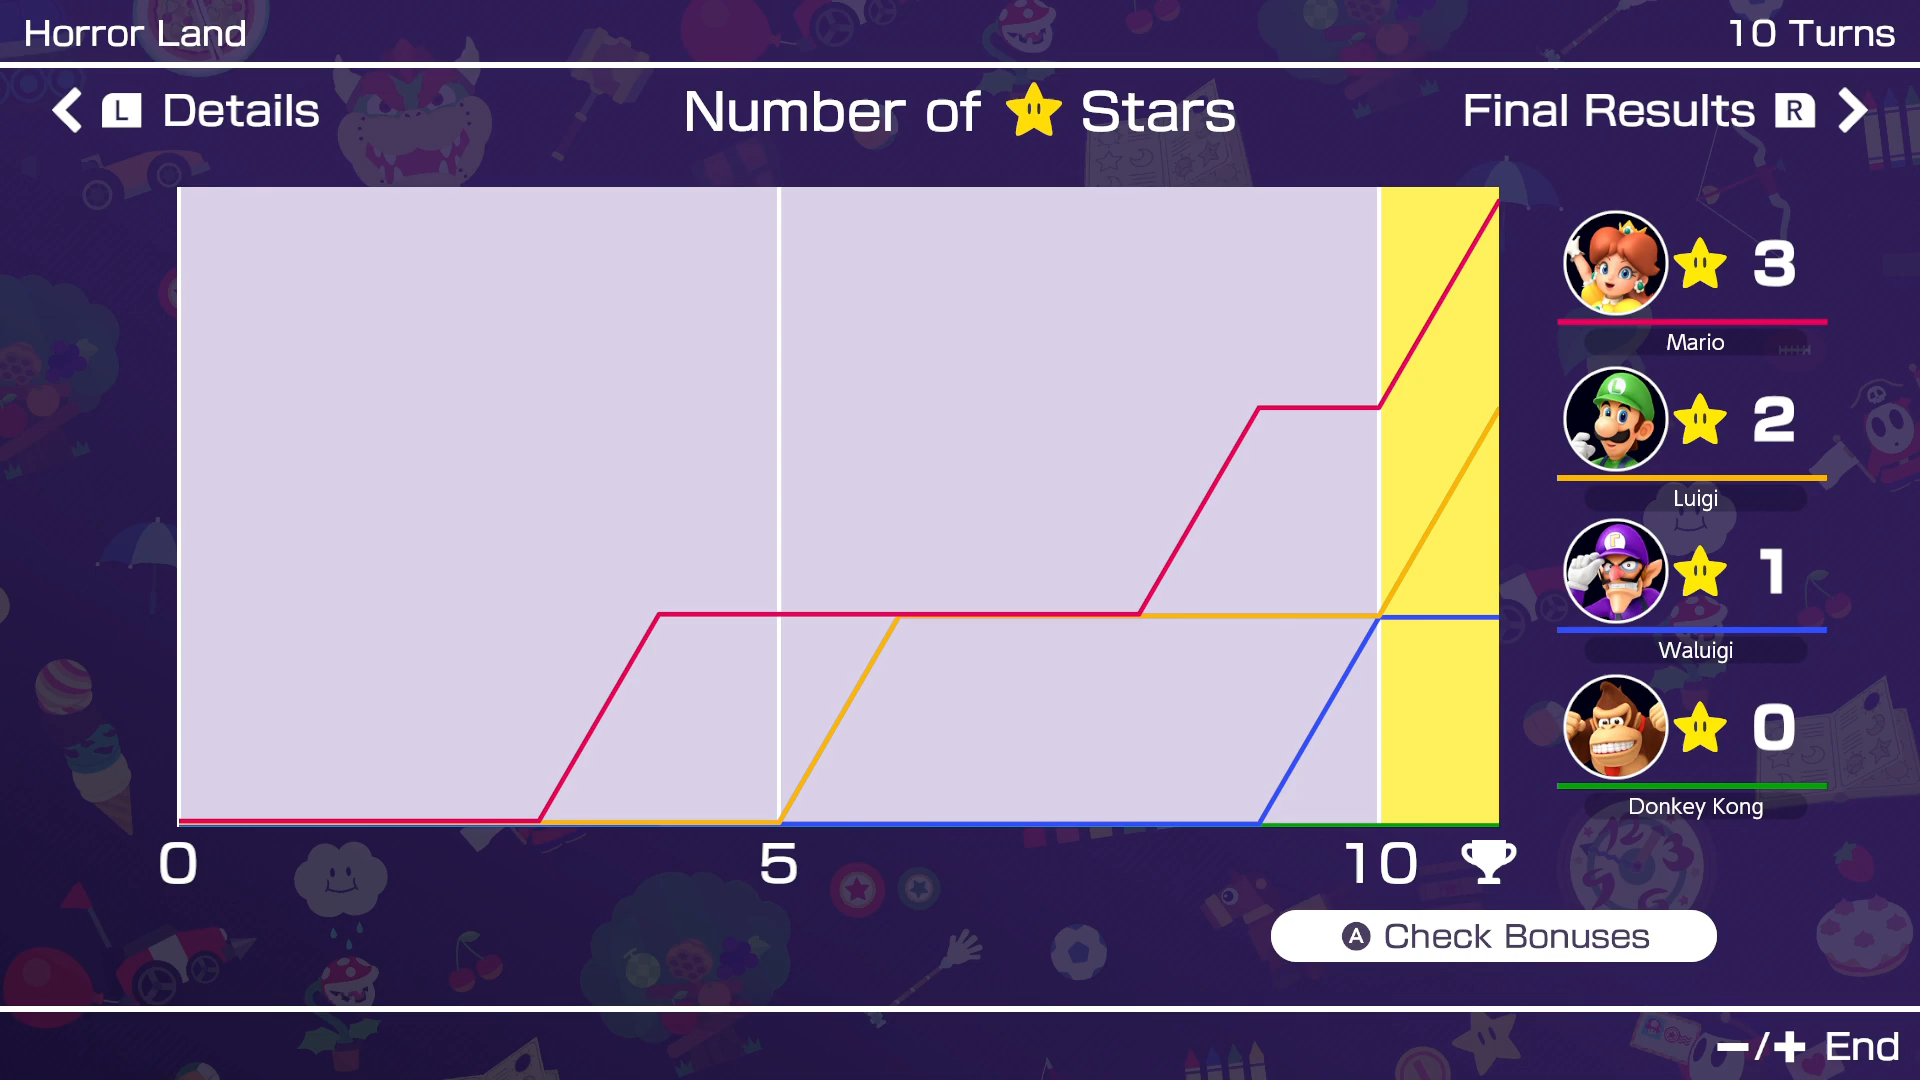 Horror Land
10 Turns
L Details
Number of Stars
Final Results R
3
Mario
2
Luigi
1
Waluigi
0
Donkey Kong
0 5 10
A Check Bonuses
−/+ End